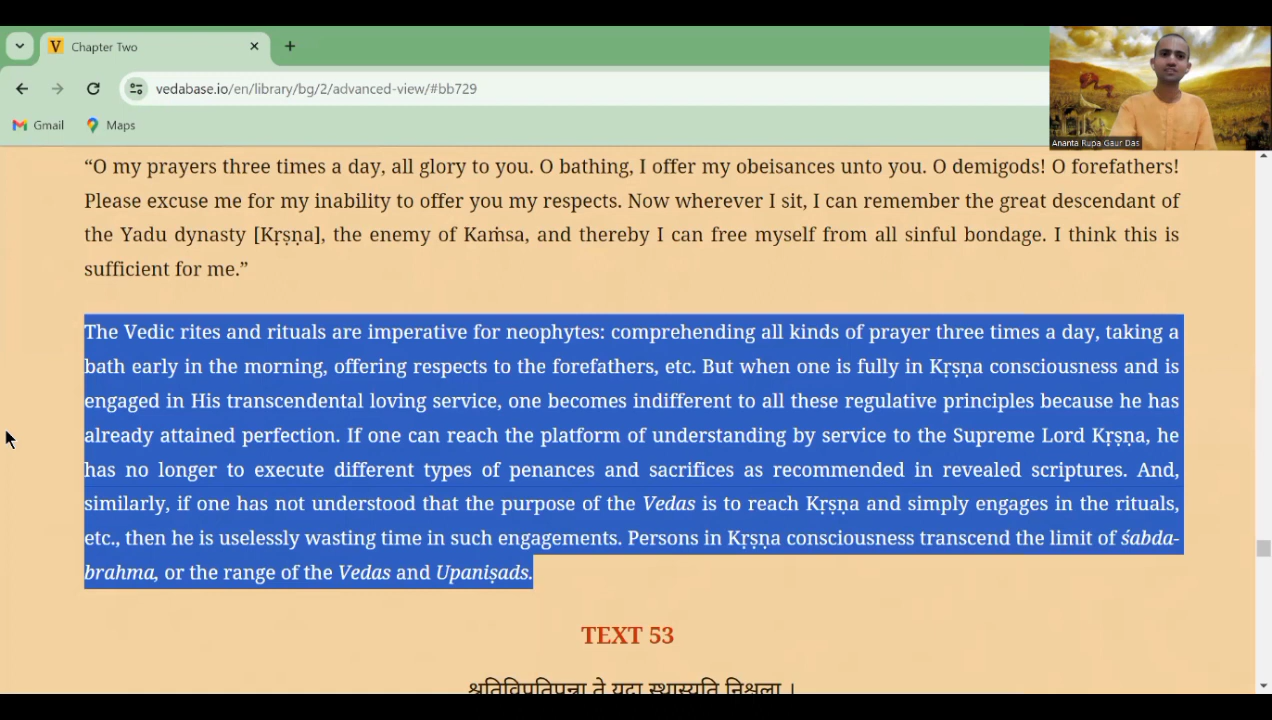 Chapter Two
vedabase.io/en/library/bg/2/advanced-view/#bb729
Gmail Maps
Ananta Rupa Gaur Das
“O my prayers three times a day, all glory to you. O bathing, I offer my obeisances unto you. O demigods! O forefathers!
Please excuse me for my inability to offer you my respects. Now wherever I sit, I can remember the great descendant of
the Yadu dynasty [Kṛṣṇa], the enemy of Kaṁsa, and thereby I can free myself from all sinful bondage. I think this is
sufficient for me.”
The Vedic rites and rituals are imperative for neophytes: comprehending all kinds of prayer three times a day, taking a
bath early in the morning, offering respects to the forefathers, etc. But when one is fully in Kṛṣṇa consciousness and is
engaged in His transcendental loving service, one becomes indifferent to all these regulative principles because he has
already attained perfection. If one can reach the platform of understanding by service to the Supreme Lord Kṛṣṇa, he
has no longer to execute different types of penances and sacrifices as recommended in revealed scriptures. And,
similarly, if one has not understood that the purpose of the Vedas is to reach Kṛṣṇa and simply engages in the rituals,
etc., then he is uselessly wasting time in such engagements. Persons in Kṛṣṇa consciousness transcend the limit of śabda-
brahma, or the range of the Vedas and Upaniṣads.
TEXT 53
श्रुतिविप्रतिपन्ना ते यदा स्थास्यति निश्चला ।